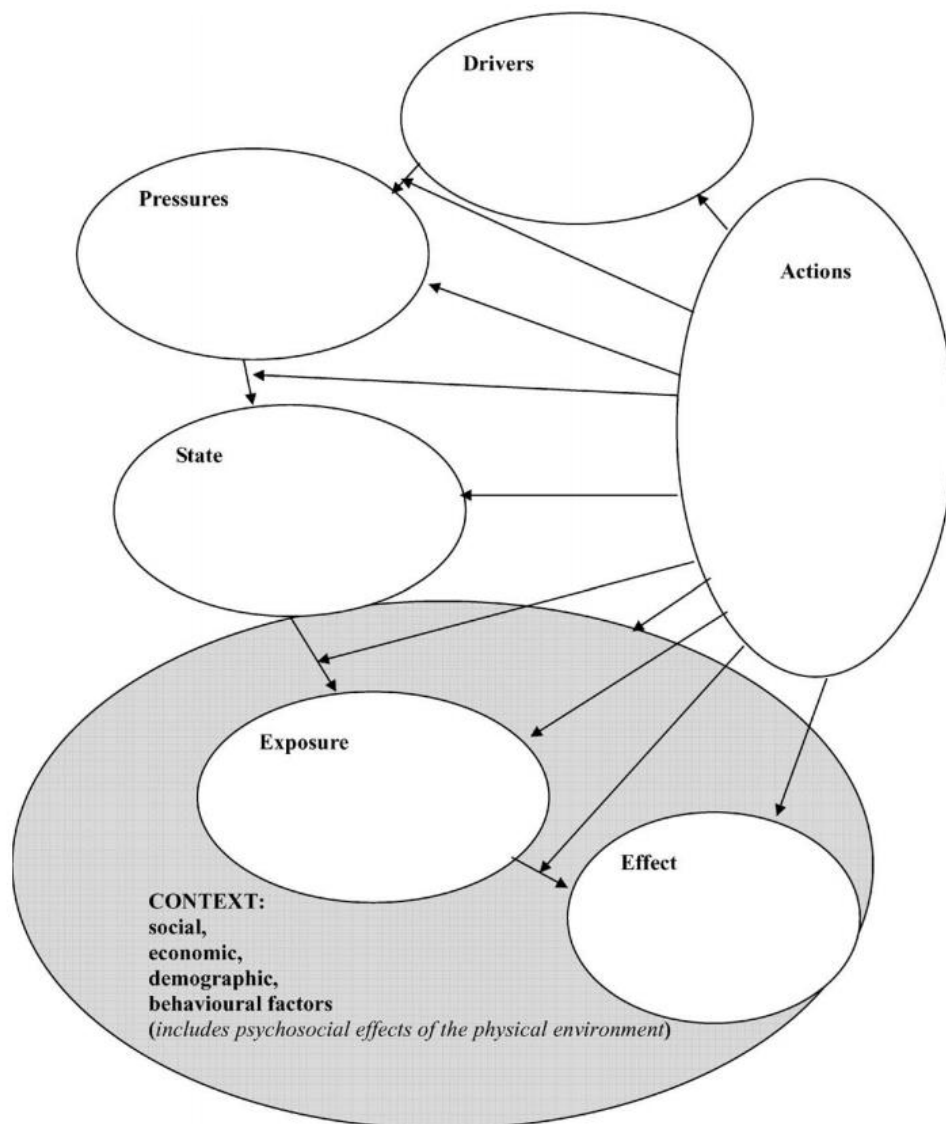 Drivers
Pressures
Actions
State
Exposure
Effect
CONTEXT:
social,
economic,
demographic,
behavioural factors
(includes psychosocial effects of the physical environment)